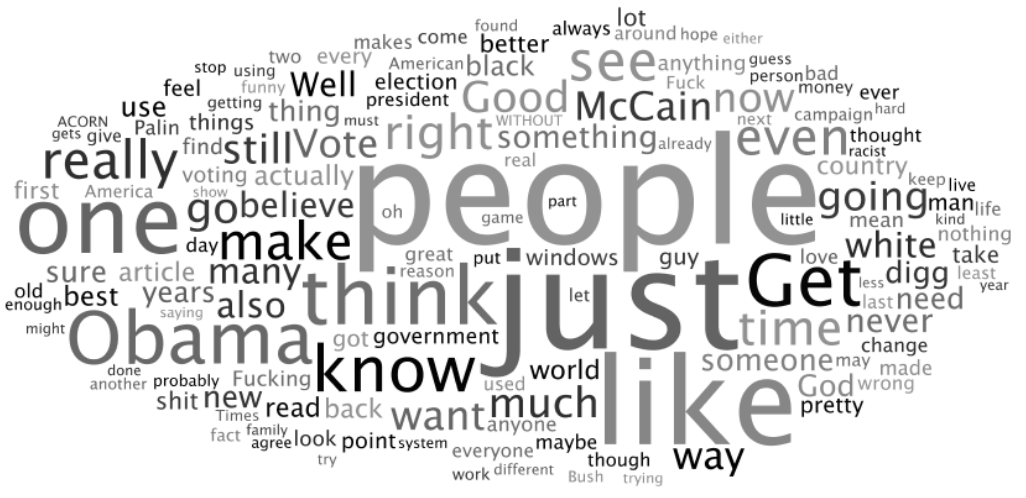 found always lot
makes come better around hope either
two every American black see anything guess
stop using Well election Fuck person bad
feel funny president Good McCain now money ever
getting thing must WITHOUT next campaign hard
use ACORN Palin things right something already even thought
gets give find still Vote real racist
really voting actually people country keep live
first America show oh game part little going man life
one go believe mean kind nothing
day make great put windows guy love white take
sure article many reason Get less digg least year
old best years also think just let last need
enough saying time never
might Obama got government change
done know used world someone may made
another probably Fucking like God wrong
shit new read back want much pretty
Times anyone
fact family agree look point system maybe way
try everyone though
work different Bush trying